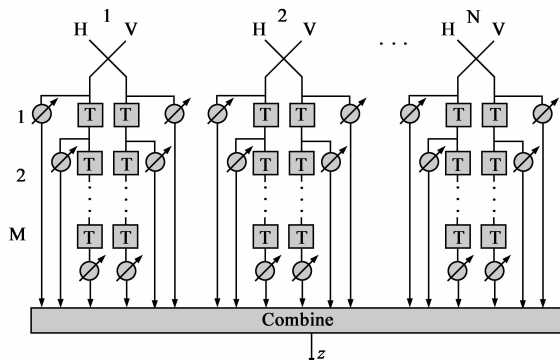 1 2 N
H V H V . . . H V
1 T T T T T T
2 T T T T T T
M T T T T T T
Combine
z